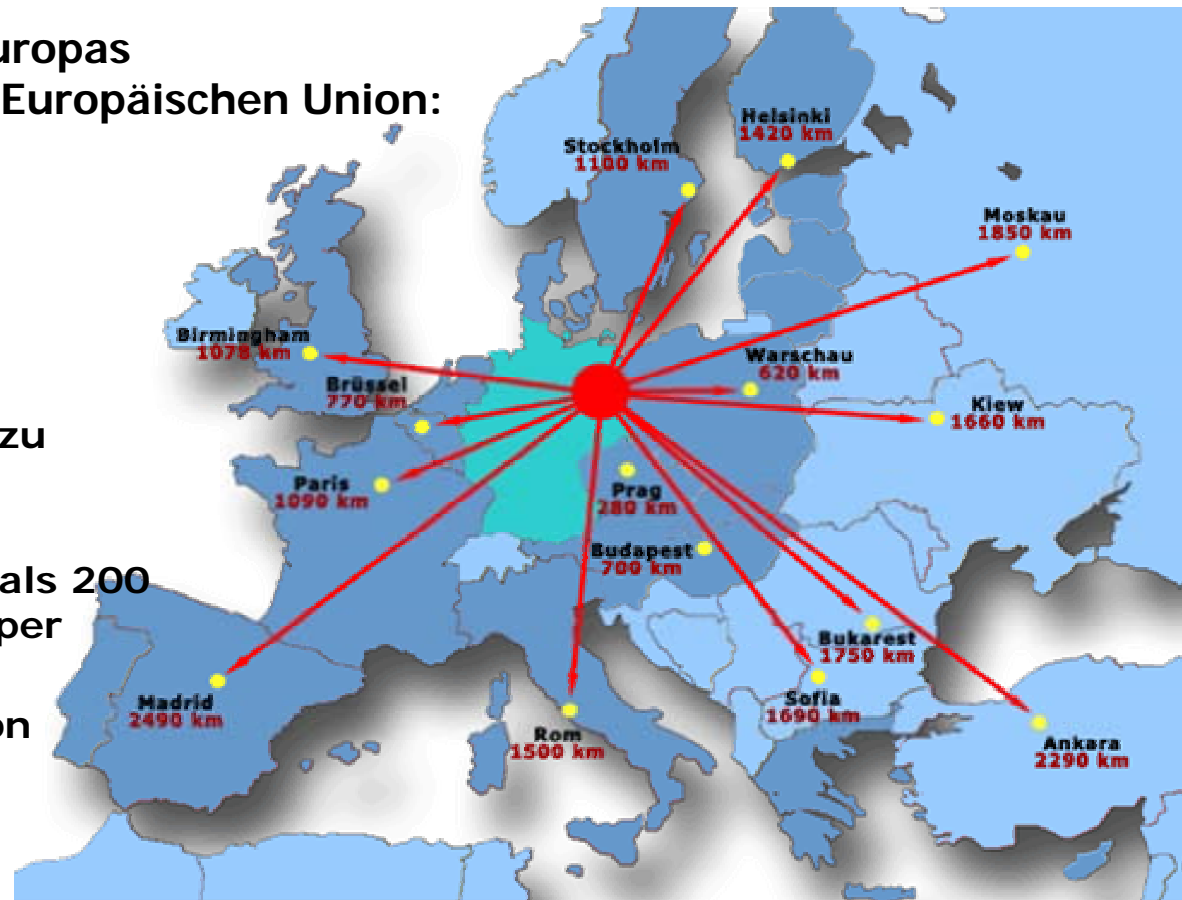 uropas
Europäischen Union:
zu
als 200
per
on
Helsinki
1420 km
Stockholm
1100 km
Moskau
1850 km
Birmingham
1078 km
Warschau
620 km
Brüssel
770 km
Kiew
1660 km
Paris
1090 km
Prag
280 km
Budapest
700 km
Bukarest
1750 km
Madrid
2490 km
Sofia
1690 km
Rom
1500 km
Ankara
2290 km